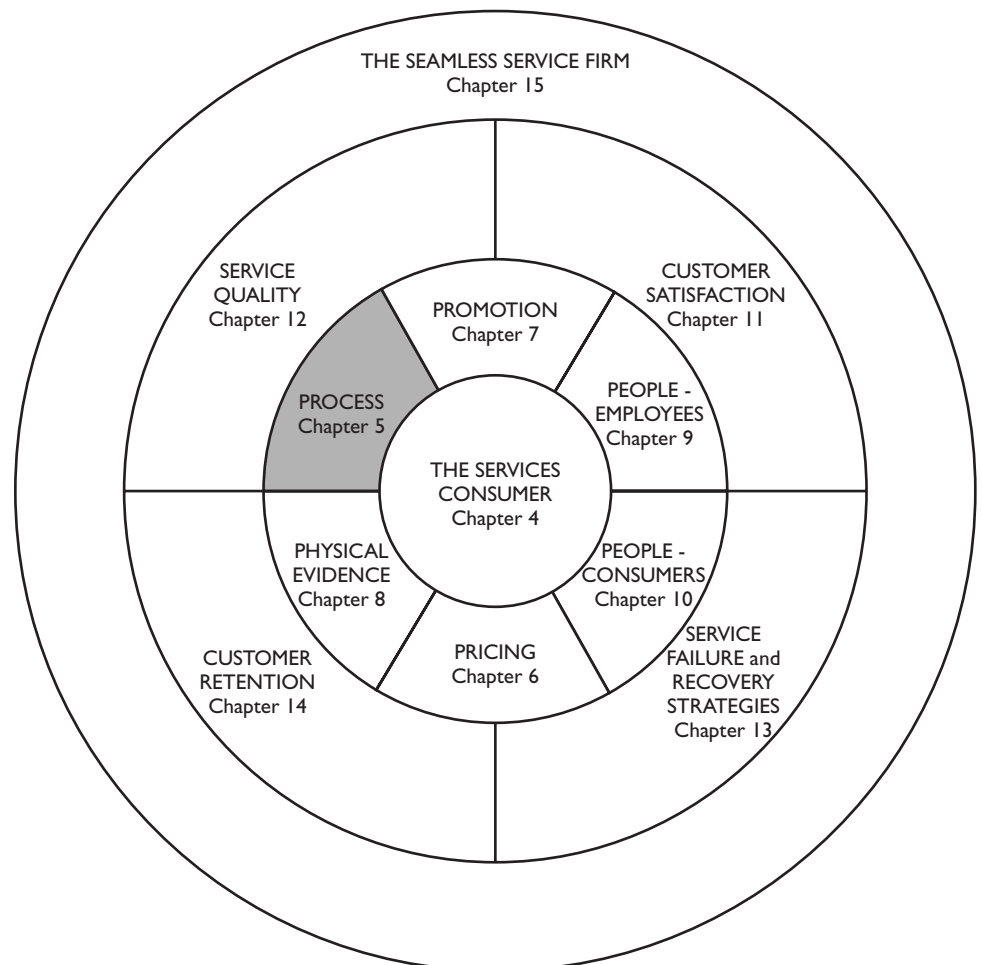 THE SEAMLESS SERVICE FIRM
Chapter 15
SERVICE
QUALITY
Chapter 12
CUSTOMER
SATISFACTION
Chapter 11
PROMOTION
Chapter 7
PROCESS
Chapter 5
PEOPLE -
EMPLOYEES
Chapter 9
THE SERVICES
CONSUMER
Chapter 4
PHYSICAL
EVIDENCE
Chapter 8
PEOPLE -
CONSUMERS
Chapter 10
PRICING
Chapter 6
CUSTOMER
RETENTION
Chapter 14
SERVICE
FAILURE and
RECOVERY
STRATEGIES
Chapter 13